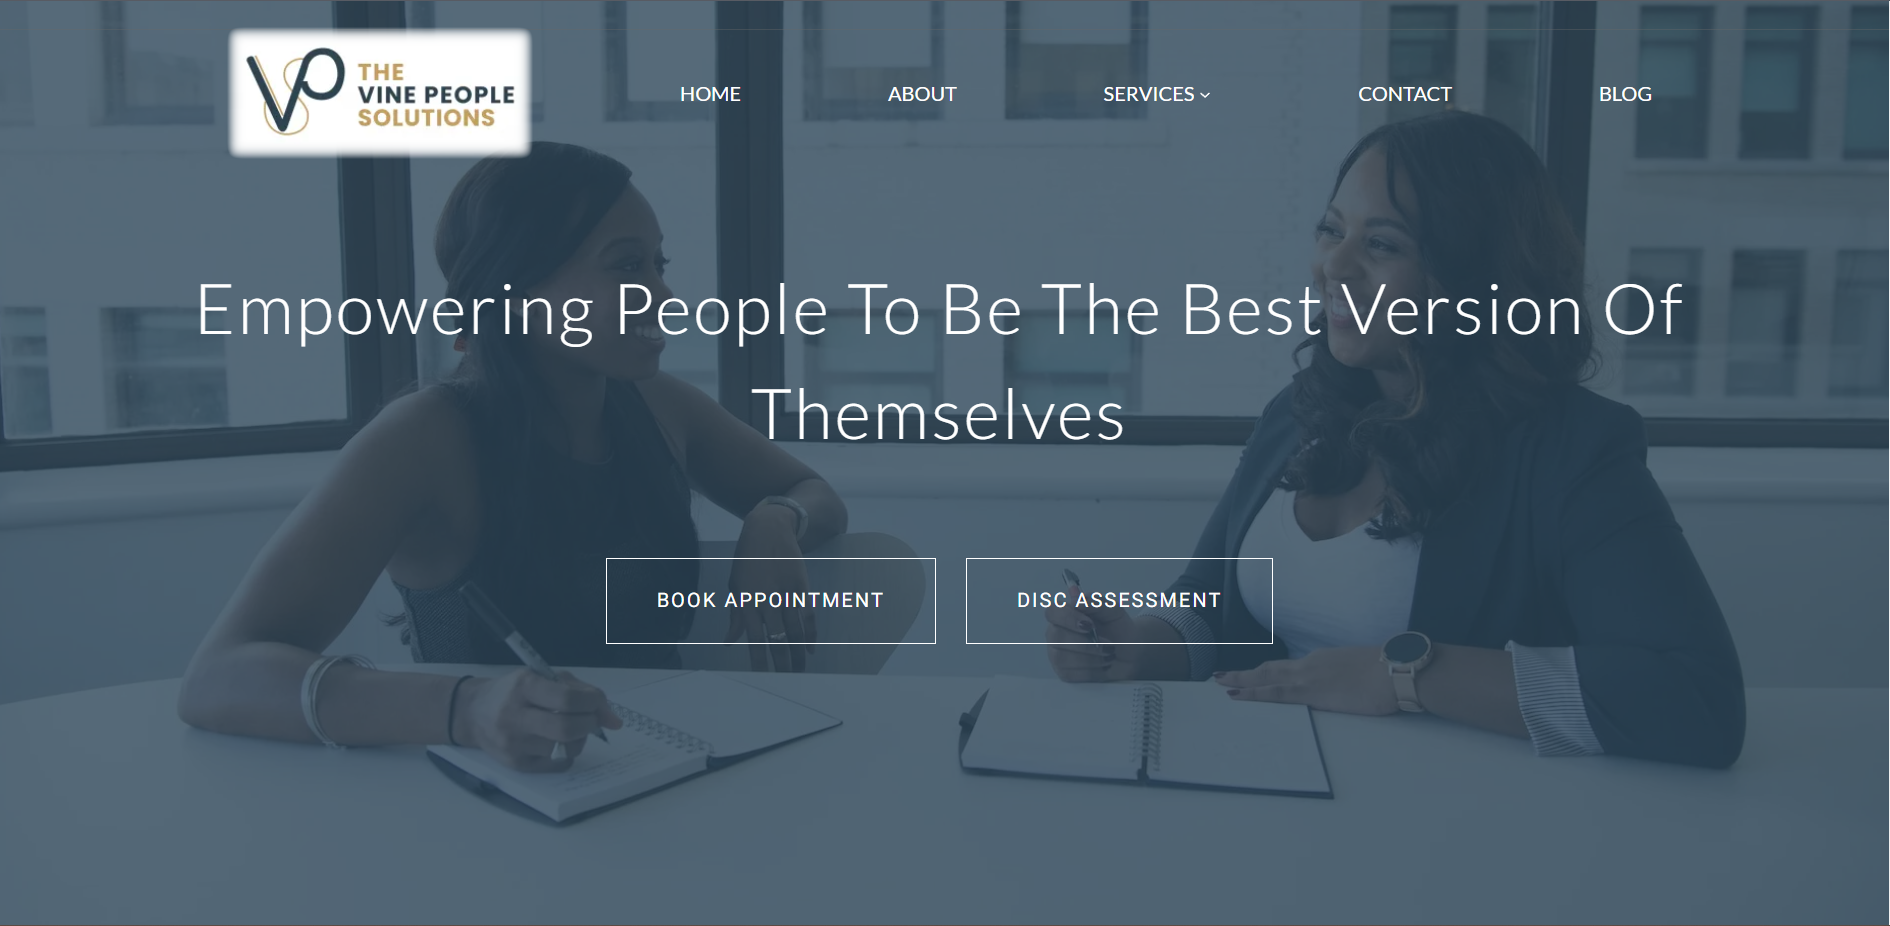 THE
VINE PEOPLE
SOLUTIONS
HOME
ABOUT
SERVICES
CONTACT
BLOG
Empowering People To Be The Best Version Of
Themselves
BOOK APPOINTMENT
DISC ASSESSMENT